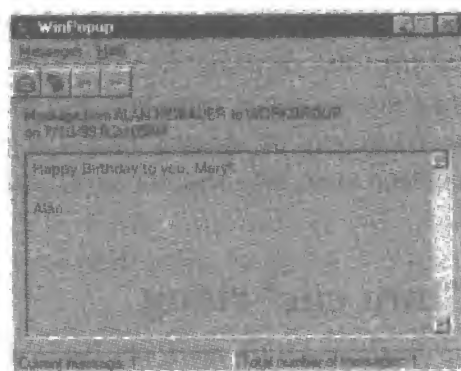 WinPopup
Messages Help
Message from ALAN to WORKGROUP
on
Happy Birthday to you, Mary!
Alan
Current message: 1 Total number of messages: 1